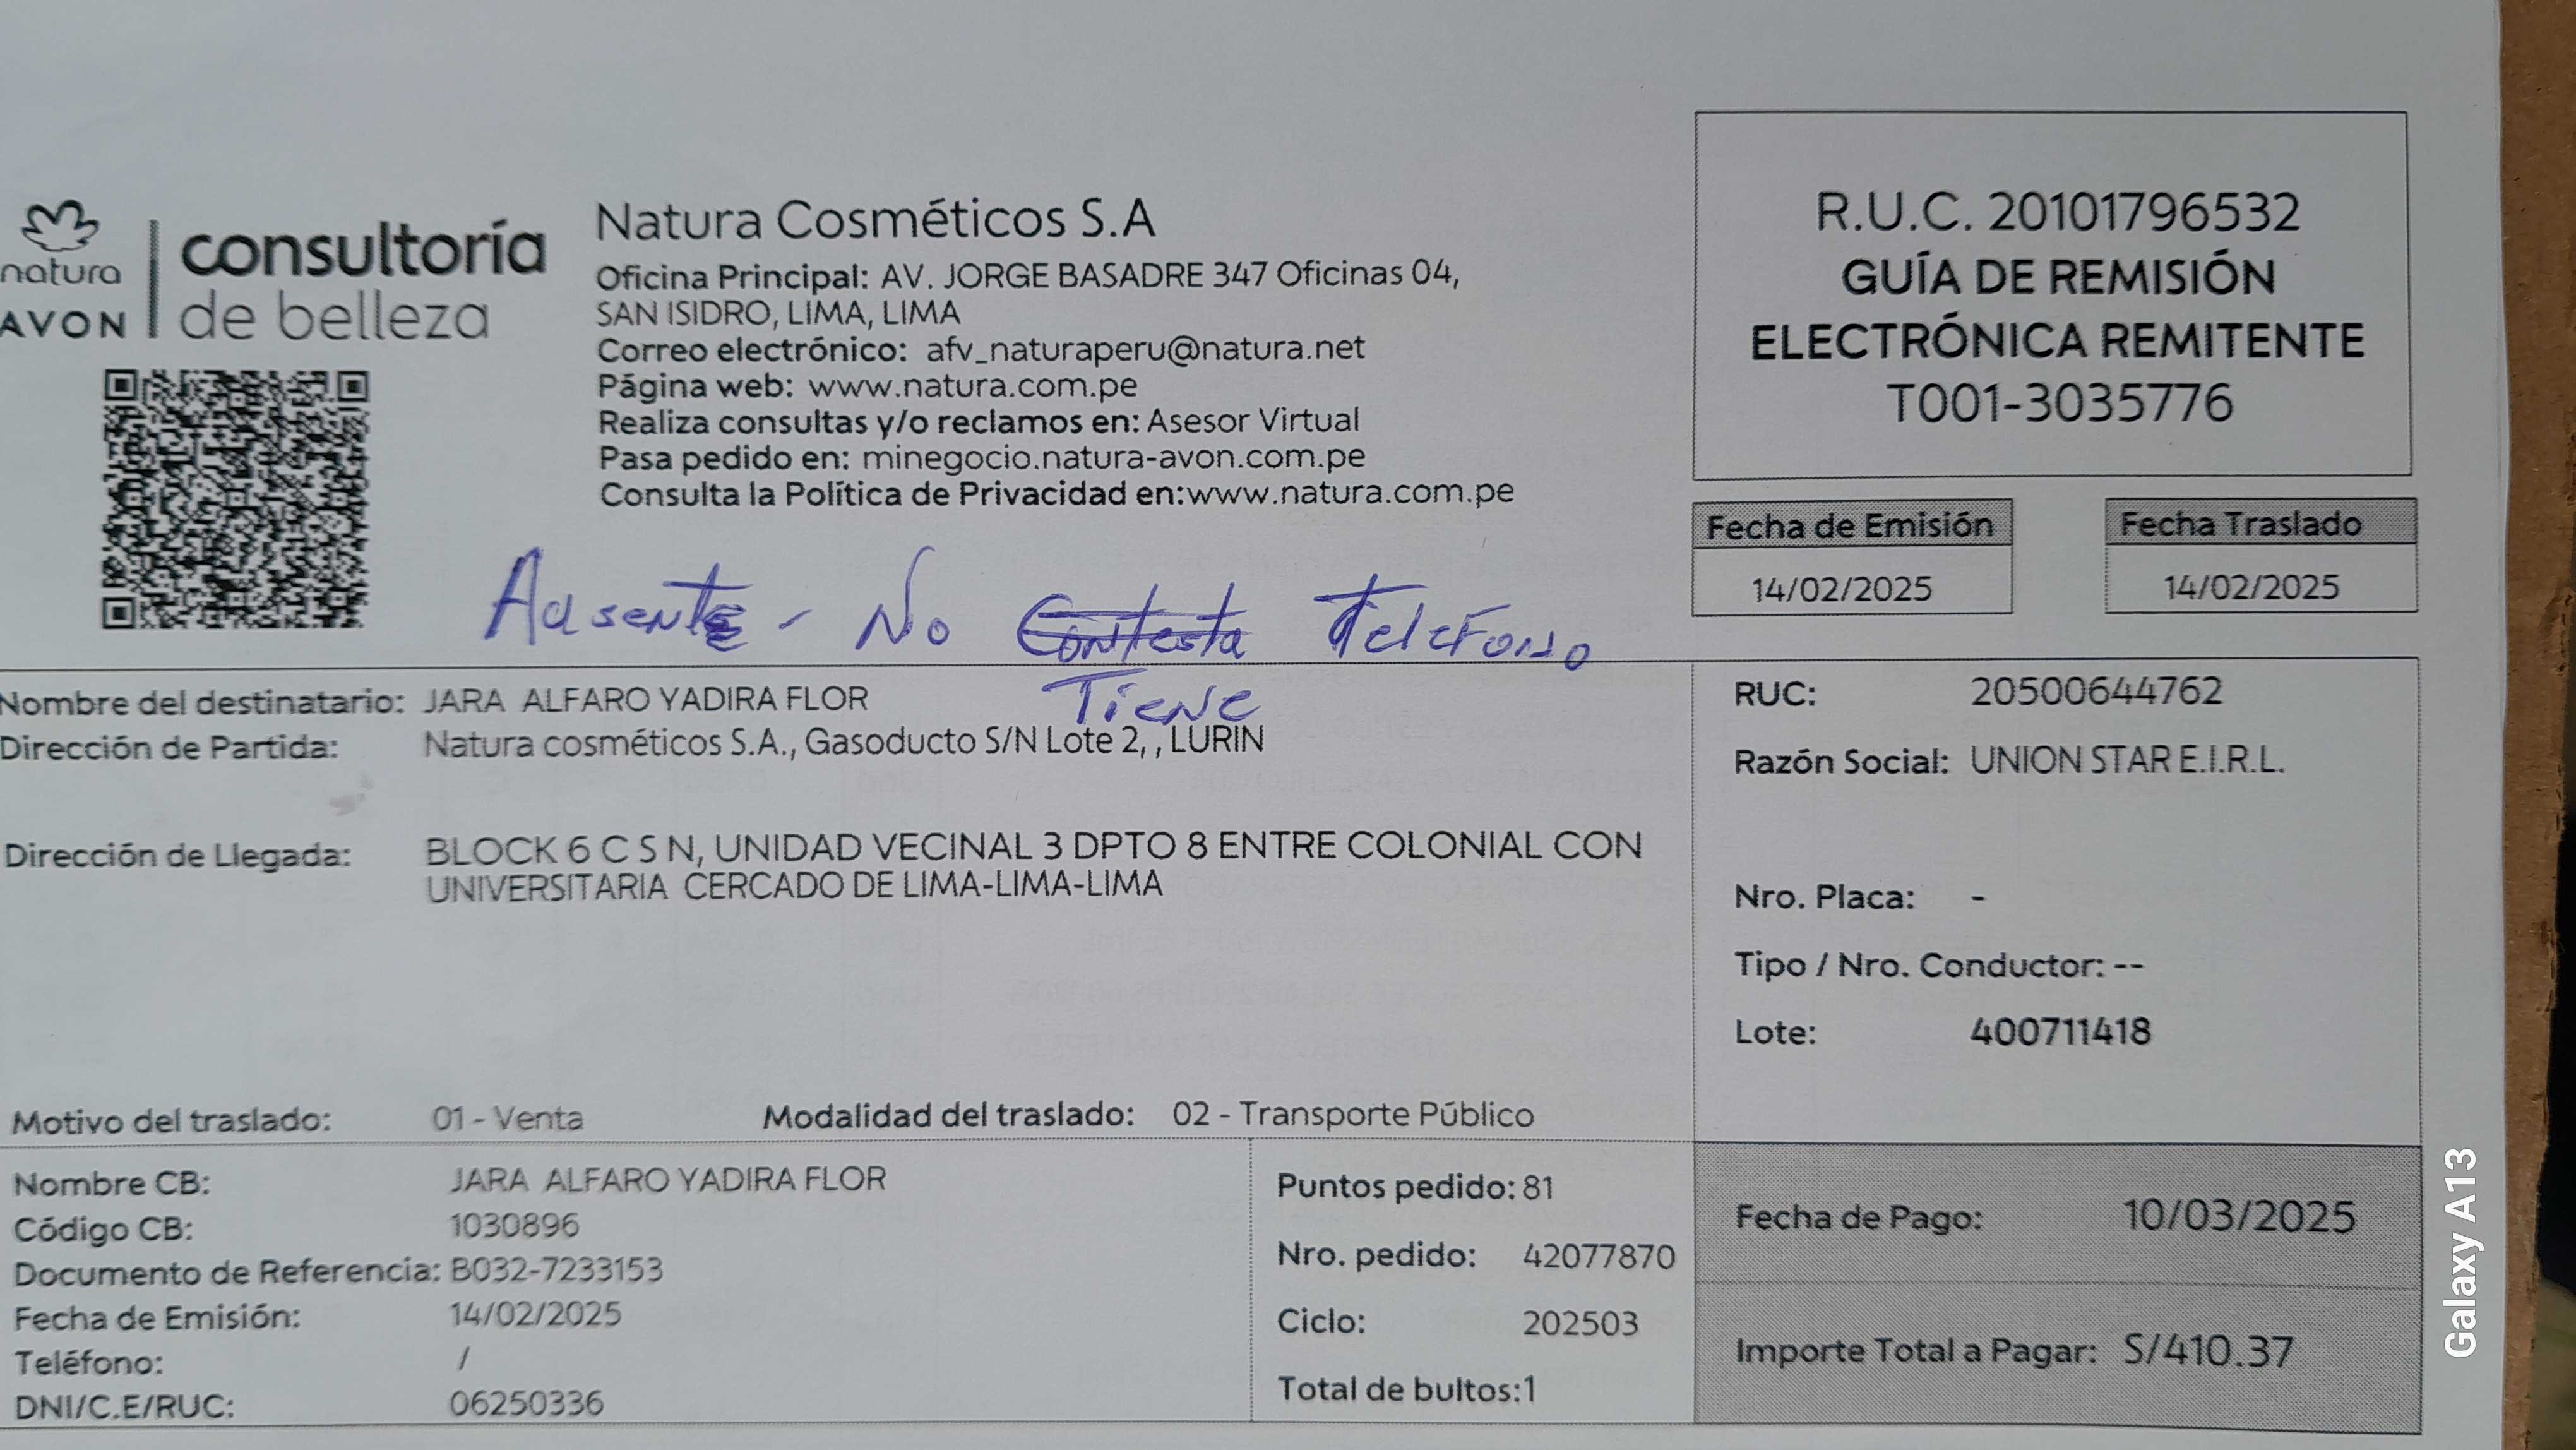 natura
AVON
consultoría
de belleza
Natura Cosméticos S.A
Oficina Principal: AV. JORGE BASADRE 347 Oficinas 04,
SAN ISIDRO, LIMA, LIMA
Correo electrónico: afv_naturaperu@natura.net
Página web: www.natura.com.pe
Realiza consultas y/o reclamos en: Asesor Virtual
Pasa pedido en: minegocio.natura-avon.com.pe
Consulta la Política de Privacidad en:www.natura.com.pe
R.U.C. 20101796532
GUÍA DE REMISIÓN
ELECTRÓNICA REMITENTE
T001-3035776
Fecha de Emisión
14/02/2025
Fecha Traslado
14/02/2025
Ausente - No Contesta Telefono
Tiene
Nombre del destinatario: JARA ALFARO YADIRA FLOR
Dirección de Partida: Natura cosméticos S.A., Gasoducto S/N Lote 2, , LURIN
Dirección de Llegada: BLOCK 6 C S N, UNIDAD VECINAL 3 DPTO 8 ENTRE COLONIAL CON
UNIVERSITARIA CERCADO DE LIMA-LIMA-LIMA
Motivo del traslado: 01 - Venta Modalidad del traslado: 02 - Transporte Público
RUC: 20500644762
Razón Social: UNION STAR E.I.R.L.
Nro. Placa: -
Tipo / Nro. Conductor: --
Lote: 400711418
Nombre CB: JARA ALFARO YADIRA FLOR
Código CB: 1030896
Documento de Referencia: B032-7233153
Fecha de Emisión: 14/02/2025
Teléfono: /
DNI/C.E/RUC: 06250336
Puntos pedido: 81
Nro. pedido: 42077870
Ciclo: 202503
Total de bultos:1
Fecha de Pago: 10/03/2025
Importe Total a Pagar: S/410.37
Galaxy A13